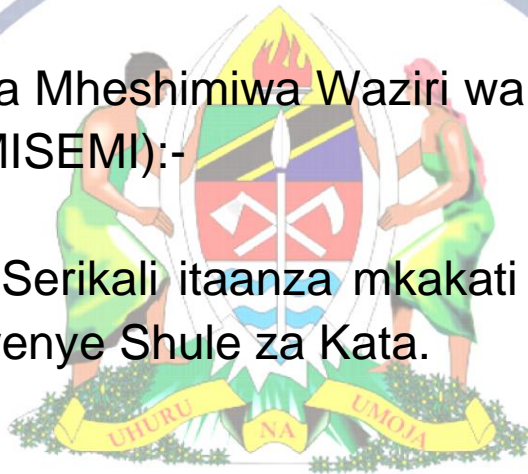 a Mheshimiwa Waziri wa
MISEMI):-
Serikali itaanza mkakati
enye Shule za Kata.
UHURU NA UMOJA